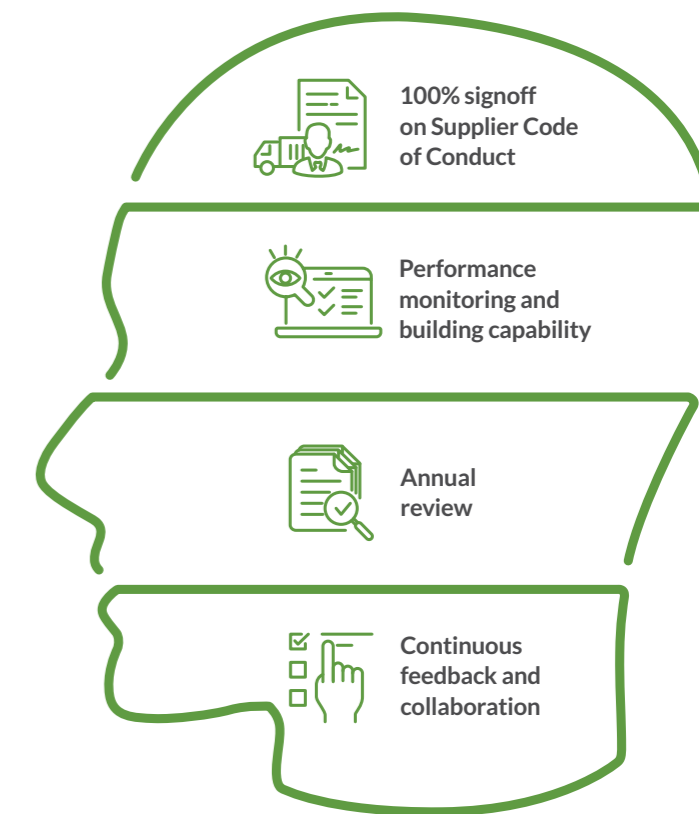 100% signoff
on Supplier Code
of Conduct
Performance
monitoring and
building capability
Annual
review
Continuous
feedback and
collaboration